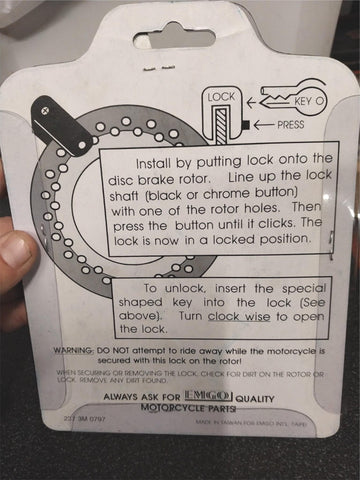 LOCK
KEY O
PRESS
Install by putting lock onto the
disc brake rotor. Line up the lock
shaft (black or chrome button)
with one of the rotor holes. Then
press the button until it clicks. The
lock is now in a locked position.
To unlock, insert the special
shaped key into the lock (See
above). Turn clock wise to open
the lock.
WARNING: DO NOT attempt to ride away while the motorcycle is
secured with this lock on the rotor!
WHEN SECURING OR REMOVING THE LOCK, CHECK FOR DIRT ON THE ROTOR OR
LOCK. REMOVE ANY DIRT FOUND.
ALWAYS ASK FOR EMGO QUALITY
MOTORCYCLE PARTS!
237 3M 0797
MADE IN TAIWAN FOR EMGO INT'L. TAIPEI